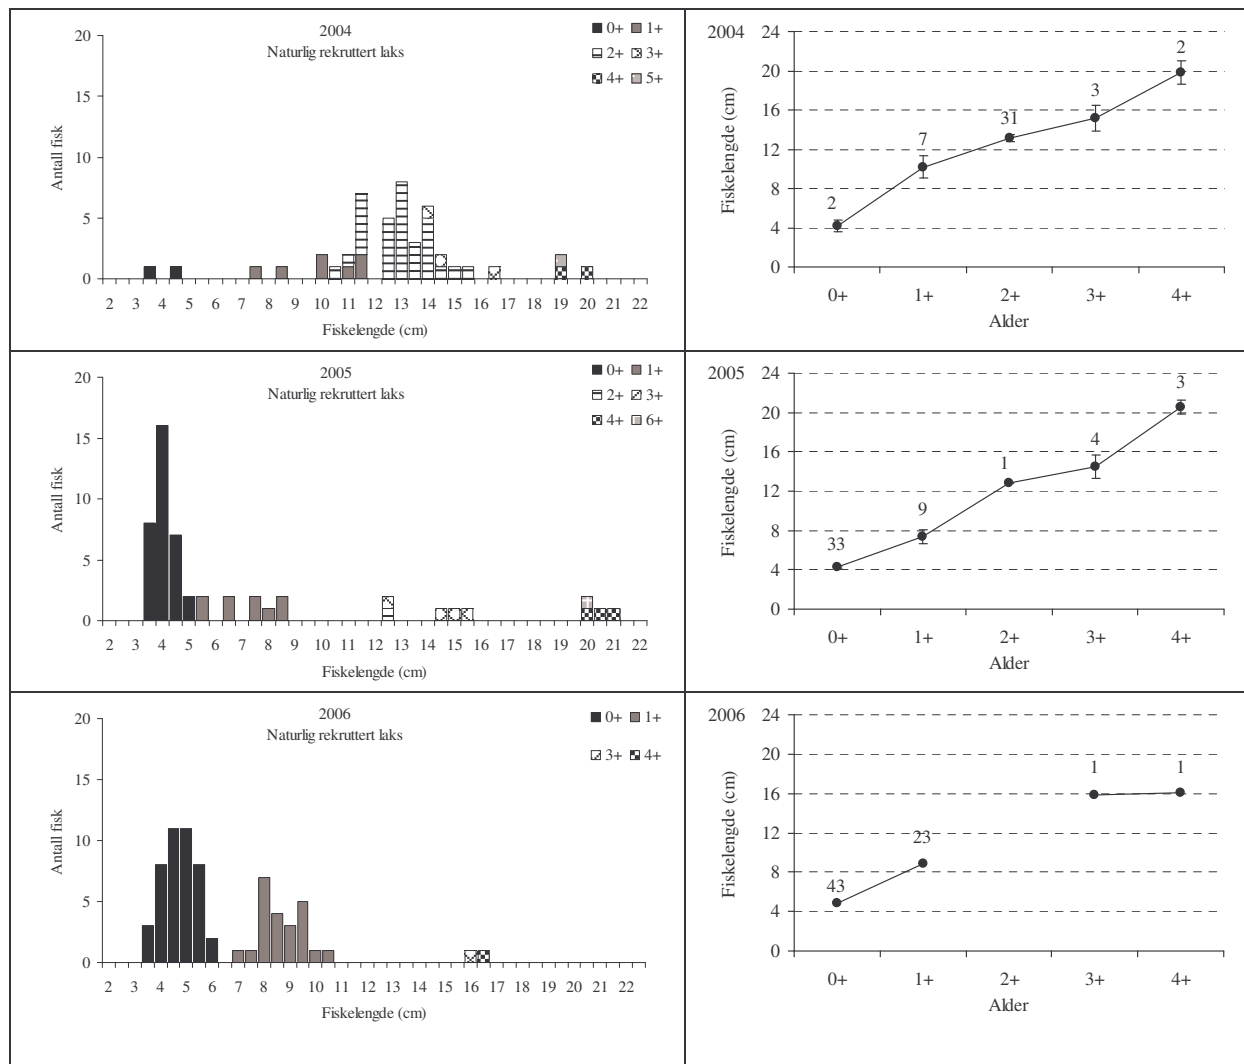 2004
Naturlig rekruttert laks
0+ 1+
2+ 3+
4+ 5+
Antall fisk
20
15
10
5
0
2 3 4 5 6 7 8 9 10 11 12 13 14 15 16 17 18 19 20 21 22
Fiskelengde (cm)
2004
Fiskelengde (cm)
24
20
16
12
8
4
0
2 7 31 3 2
0+ 1+ 2+ 3+ 4+
Alder
2005
Naturlig rekruttert laks
0+ 1+
2+ 3+
4+ 6+
Antall fisk
20
15
10
5
0
2 3 4 5 6 7 8 9 10 11 12 13 14 15 16 17 18 19 20 21 22
Fiskelengde (cm)
2005
Fiskelengde (cm)
24
20
16
12
8
4
0
33 9 1 4 3
0+ 1+ 2+ 3+ 4+
Alder
2006
Naturlig rekruttert laks
0+ 1+
3+ 4+
Antall fisk
20
15
10
5
0
2 3 4 5 6 7 8 9 10 11 12 13 14 15 16 17 18 19 20 21 22
Fiskelengde (cm)
2006
Fiskelengde (cm)
24
20
16
12
8
4
0
43 23 1 1
0+ 1+ 2+ 3+ 4+
Alder